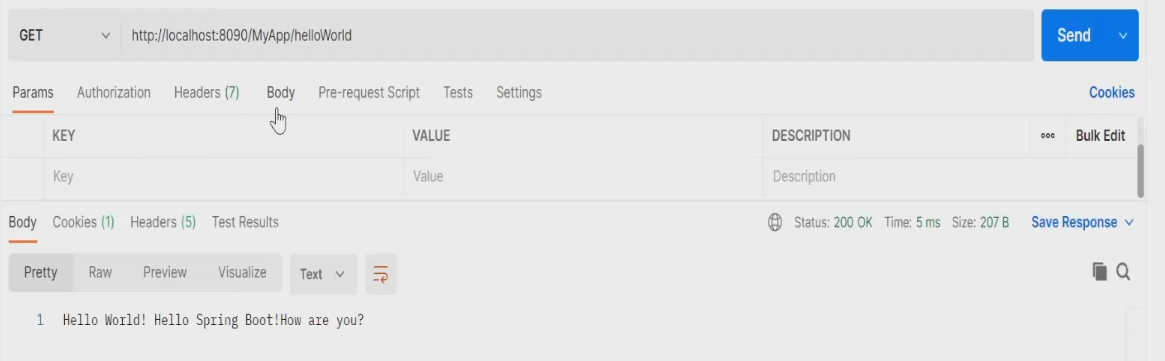 GET http://localhost:8090/MyApp/helloWorld Send
Params Authorization Headers (7) Body Pre-request Script Tests Settings Cookies
KEY VALUE DESCRIPTION ooo Bulk Edit
Key Value Description
Body Cookies (1) Headers (5) Test Results Status: 200 OK Time: 5 ms Size: 207 B Save Response
Pretty Raw Preview Visualize Text
1 Hello World! Hello Spring Boot!How are you?